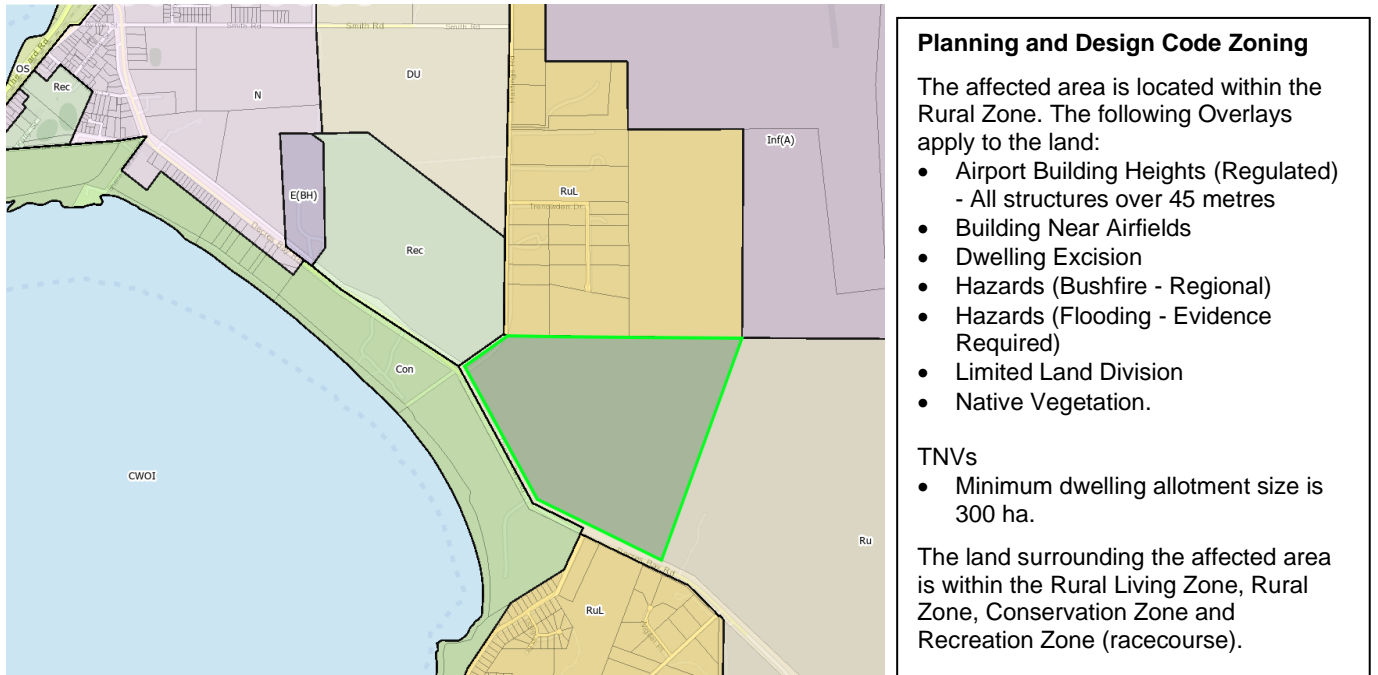 Smith Rd
Smith Rd
Smith Rd
DU
OS
Rec
N
Inf(A)
E(BH)
RuL
Rec
Con
CWOI
Ru
RuL
Planning and Design Code Zoning
The affected area is located within the
Rural Zone. The following Overlays
apply to the land:
• Airport Building Heights (Regulated)
- All structures over 45 metres
• Building Near Airfields
• Dwelling Excision
• Hazards (Bushfire - Regional)
• Hazards (Flooding - Evidence
Required)
• Limited Land Division
• Native Vegetation.
TNVs
• Minimum dwelling allotment size is
300 ha.
The land surrounding the affected area
is within the Rural Living Zone, Rural
Zone, Conservation Zone and
Recreation Zone (racecourse).